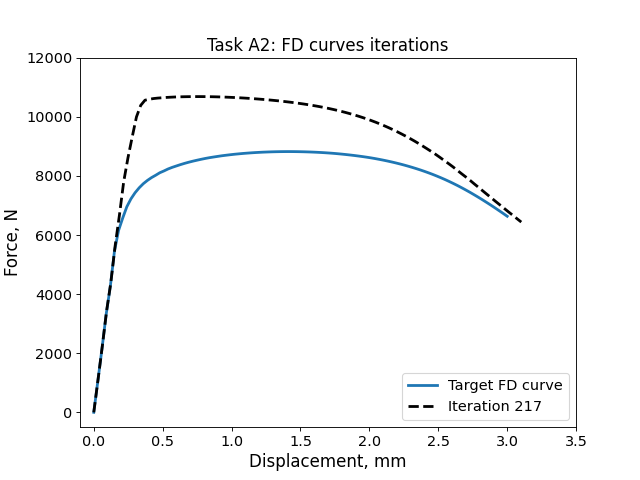 Task A2: FD curves iterations
Force, N
12000
10000
8000
6000
4000
2000
0
Target FD curve
Iteration 217
0.0 0.5 1.0 1.5 2.0 2.5 3.0 3.5
Displacement, mm